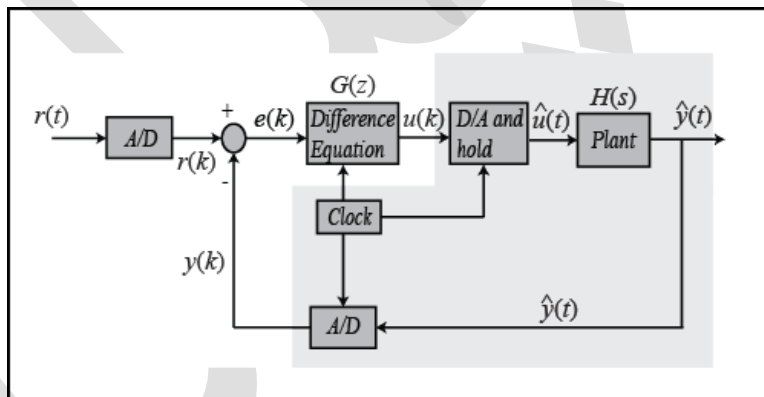 G(z)
H(s)
r(t)
A/D
r(k)
+
-
e(k)
Difference
Equation
u(k)
D/A and
hold
û(t)
Plant
ŷ(t)
Clock
y(k)
A/D
ŷ(t)